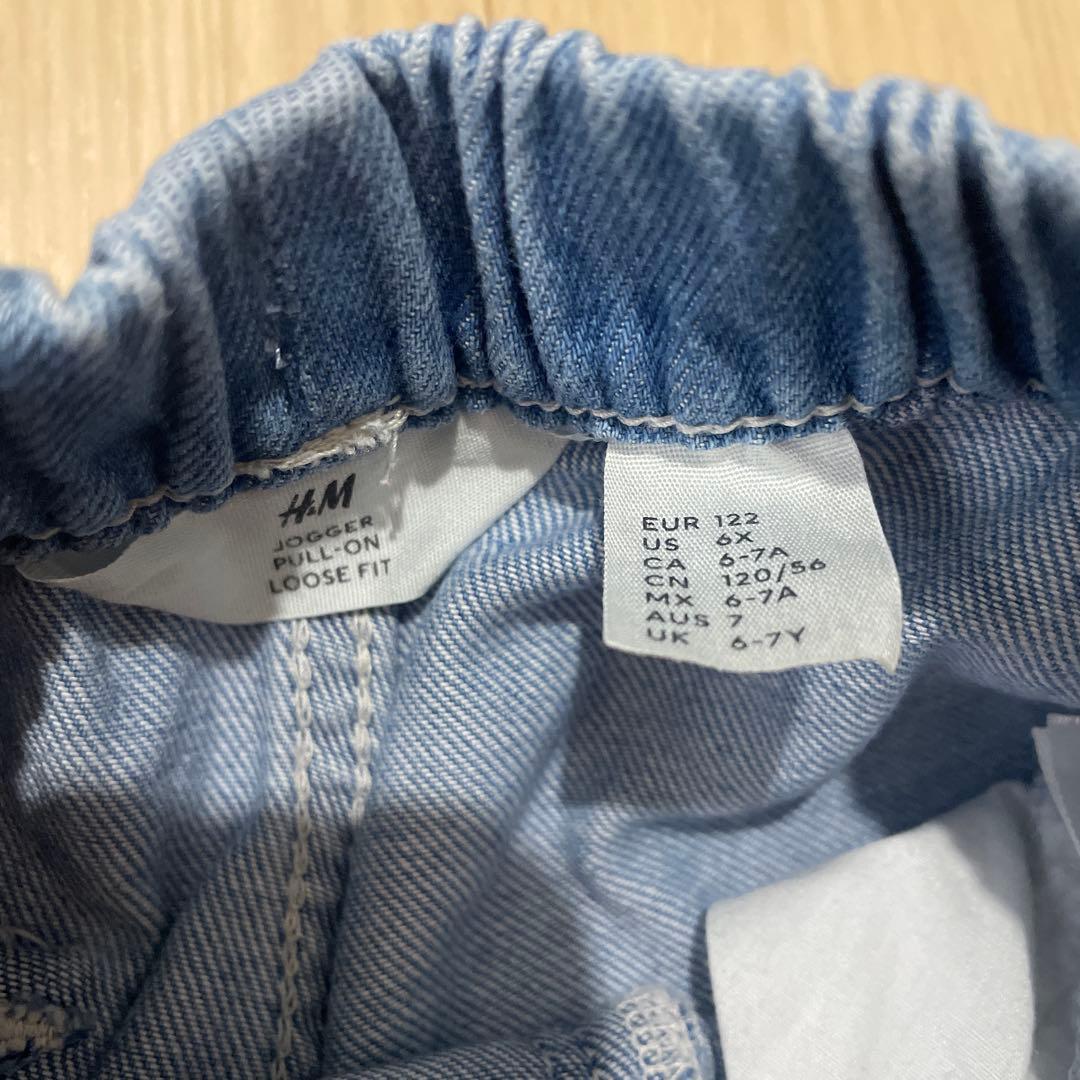 H&M
JOGGER
PULL-ON
LOOSE FIT
EUR 122
US 6X
CA 6-7A
CN 120/56
MX 6-7A
AUS 7
UK 6-7Y